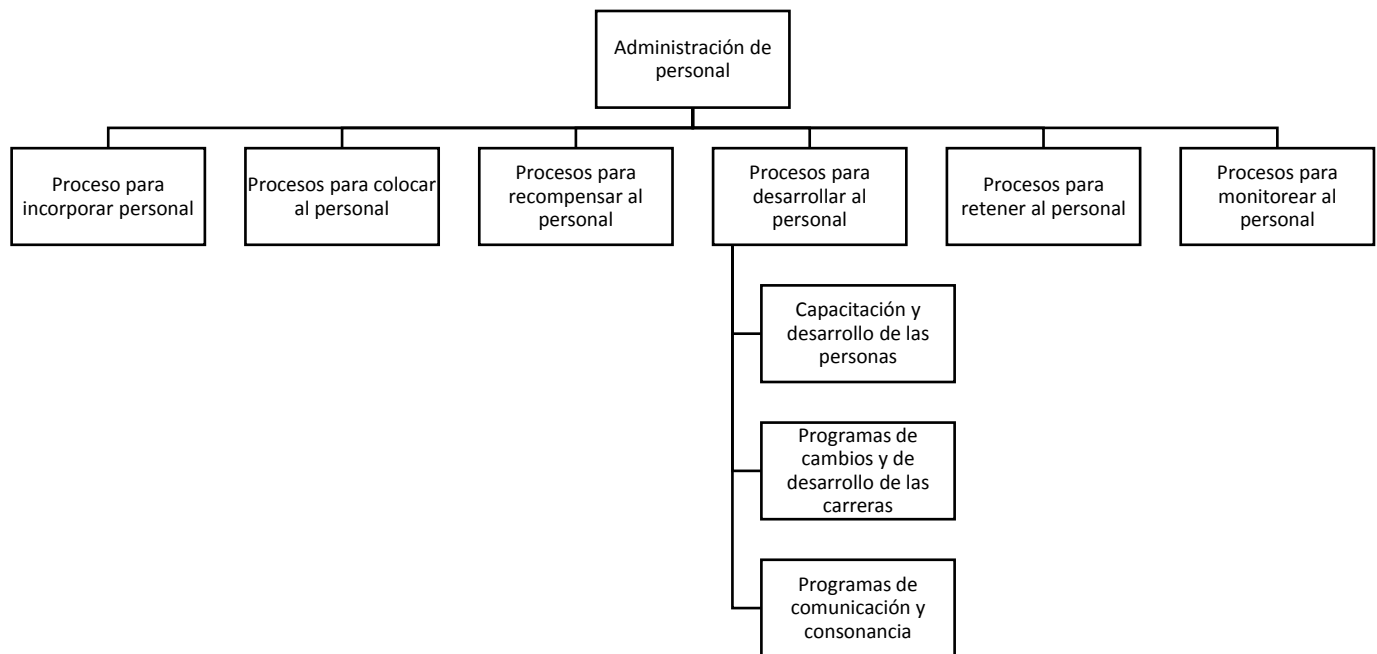 Administración de
personal
Proceso para
incorporar personal
Procesos para colocar
al personal
Procesos para
recompensar al
personal
Procesos para
desarrollar al
personal
Procesos para
retener al personal
Procesos para
monitorear al
personal
Capacitación y
desarrollo de las
personas
Programas de
cambios y de
desarrollo de las
carreras
Programas de
comunicación y
consonancia